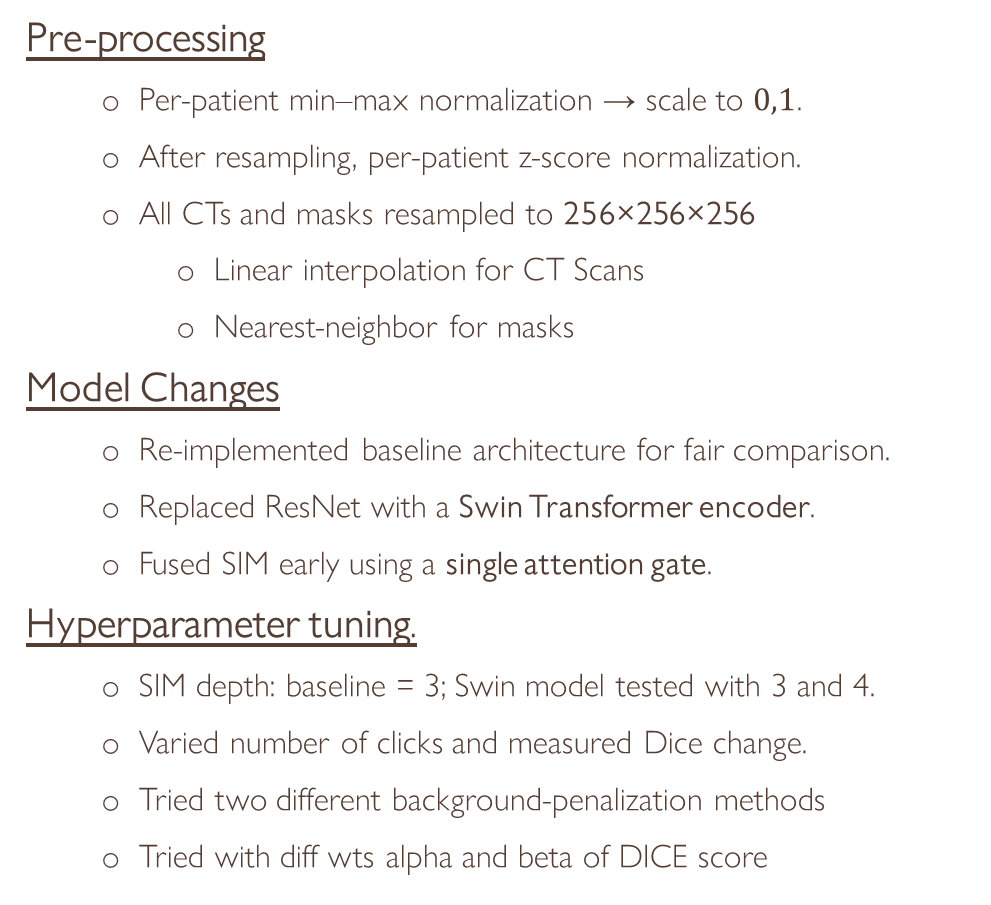 Pre-processing
o Per-patient min–max normalization → scale to 0,1.
o After resampling, per-patient z-score normalization.
o All CTs and masks resampled to 256×256×256
o Linear interpolation for CT Scans
o Nearest-neighbor for masks
Model Changes
o Re-implemented baseline architecture for fair comparison.
o Replaced ResNet with a Swin Transformer encoder.
o Fused SIM early using a single attention gate.
Hyperparameter tuning.
o SIM depth: baseline = 3; Swin model tested with 3 and 4.
o Varied number of clicks and measured Dice change.
o Tried two different background-penalization methods
o Tried with diff wts alpha and beta of DICE score